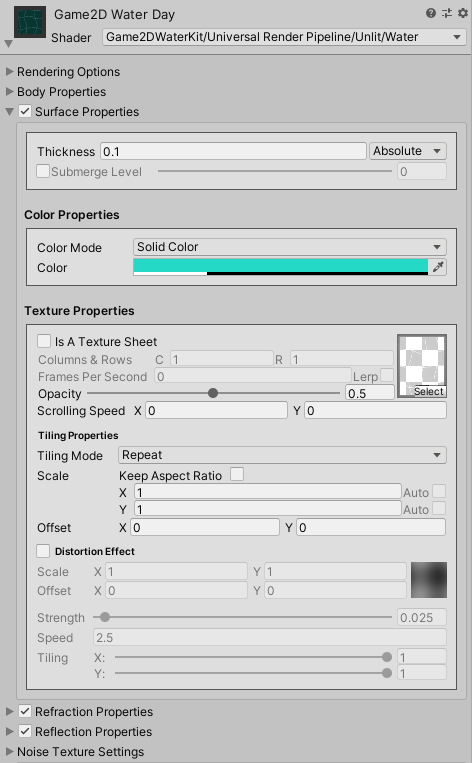 Game2D Water Day
Shader Game2DWaterKit/Universal Render Pipeline/Unlit/Water
Rendering Options
Body Properties
Surface Properties
Thickness 0.1 Absolute
Submerge Level 0
Color Properties
Color Mode Solid Color
Color
Texture Properties
Is A Texture Sheet
Columns & Rows C 1 R 1
Frames Per Second 0 Lerp
Opacity 0.5 Select
Scrolling Speed X 0 Y 0
Tiling Properties
Tiling Mode Repeat
Scale Keep Aspect Ratio
X 1 Auto
Y 1 Auto
Offset X 0 Y 0
Distortion Effect
Scale X 1 Y 1
Offset X 0 Y 0
Strength 0.025
Speed 2.5
Tiling X: 1
Y: 1
Refraction Properties
Reflection Properties
Noise Texture Settings